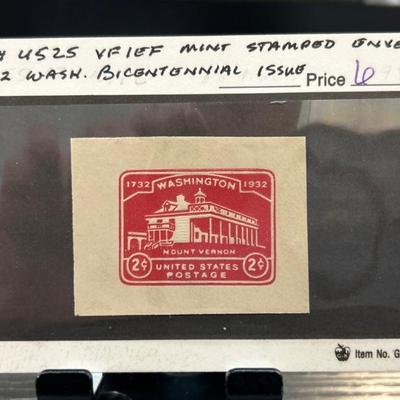 # U525 VF/EF MINT STAMPED ENVE
2 WASH. BICENTENNIAL ISSUE Price 6
1732 1932
WASHINGTON
MOUNT VERNON
2¢ UNITED STATES 2¢
POSTAGE
Item No. G